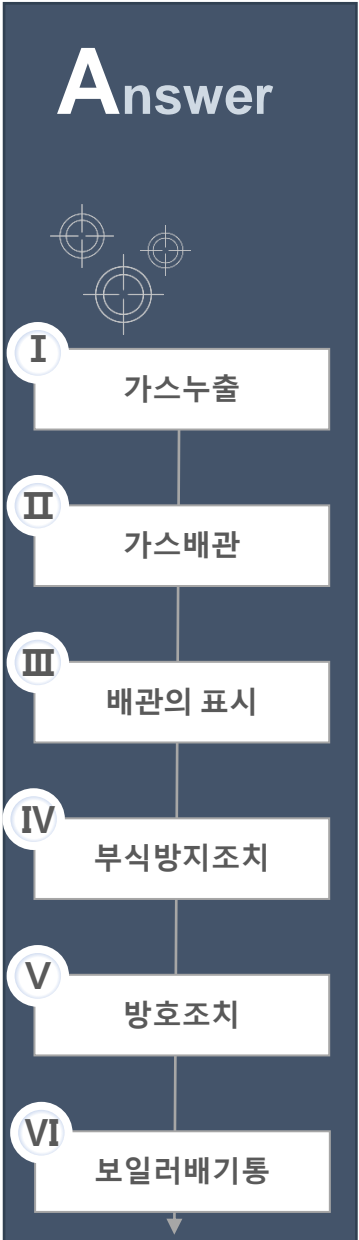 Answer
Ⅰ
가스누출
Ⅱ
가스배관
Ⅲ
배관의 표시
Ⅳ
부식방지조치
Ⅴ
방호조치
Ⅵ
보일러배기통